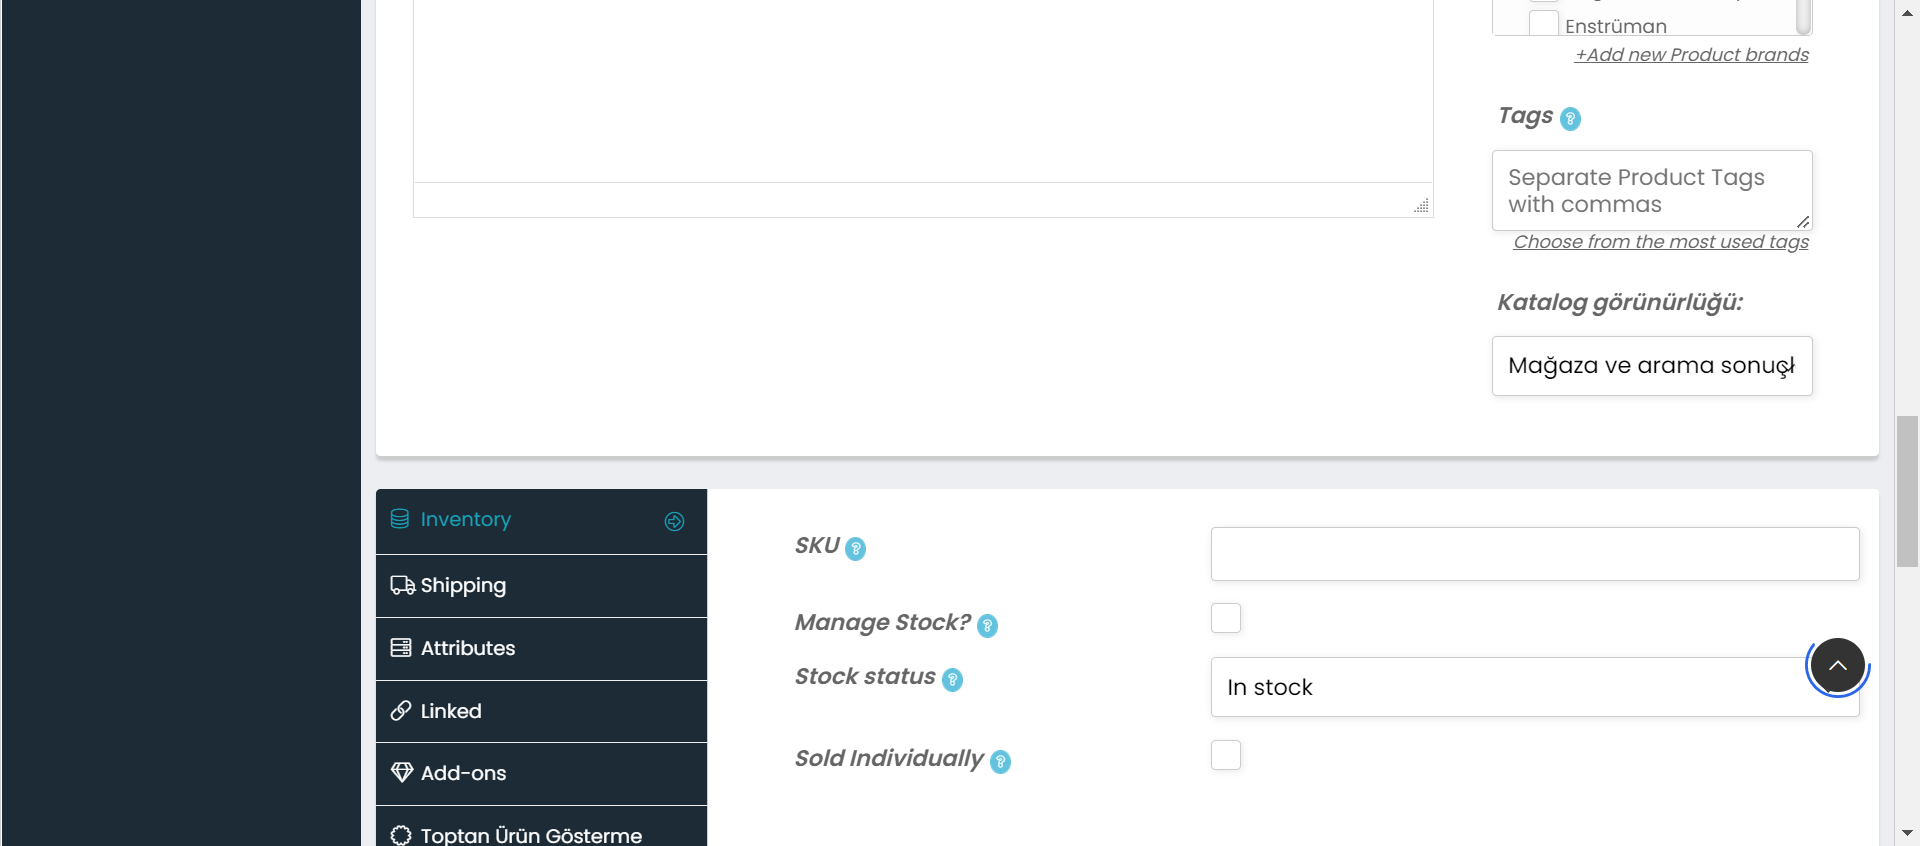 Enstrüman
+Add new Product brands
Tags
Separate Product Tags
with commas
Choose from the most used tags
Katalog görünürlüğü:
Mağaza ve arama
Inventory
Shipping
Attributes
Linked
Add-ons
Toptan Ürün Gösterme
SKU
Manage Stock?
Stock status
In stock
Sold Individually